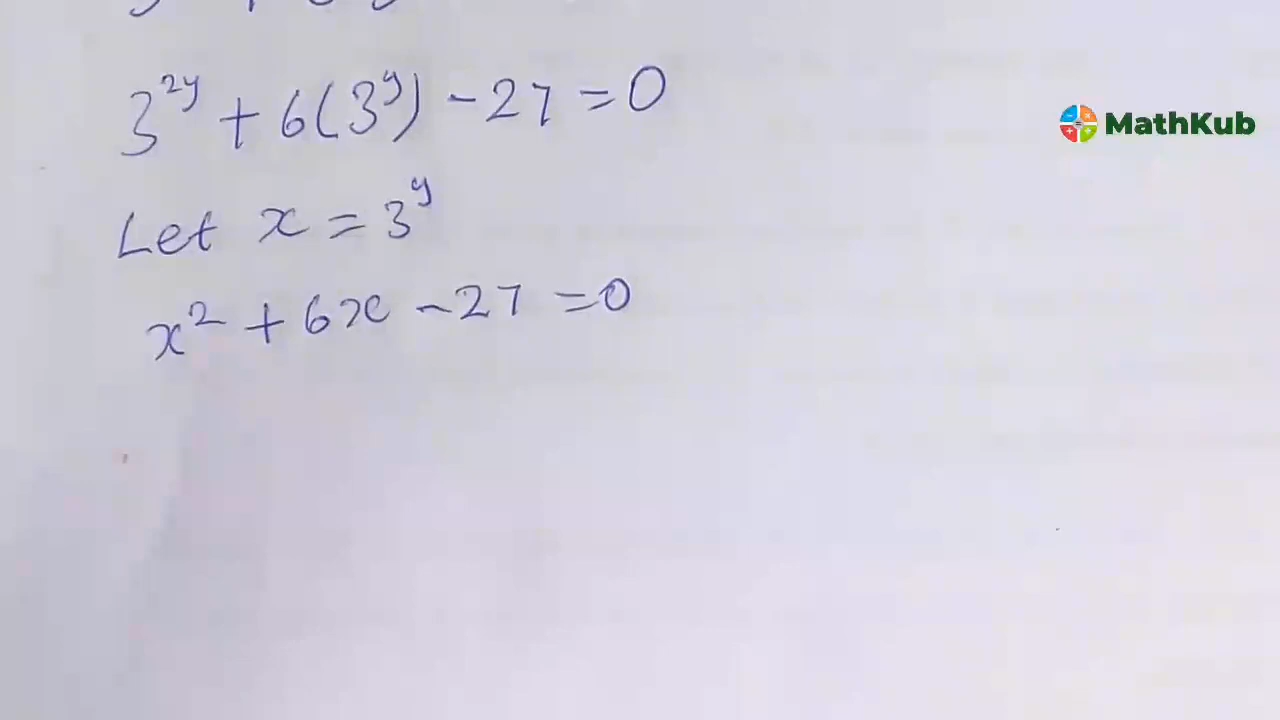 3^{2y} + 6(3^y) - 27 = 0
MathKub
Let x = 3^y
x^2 + 6x - 27 = 0